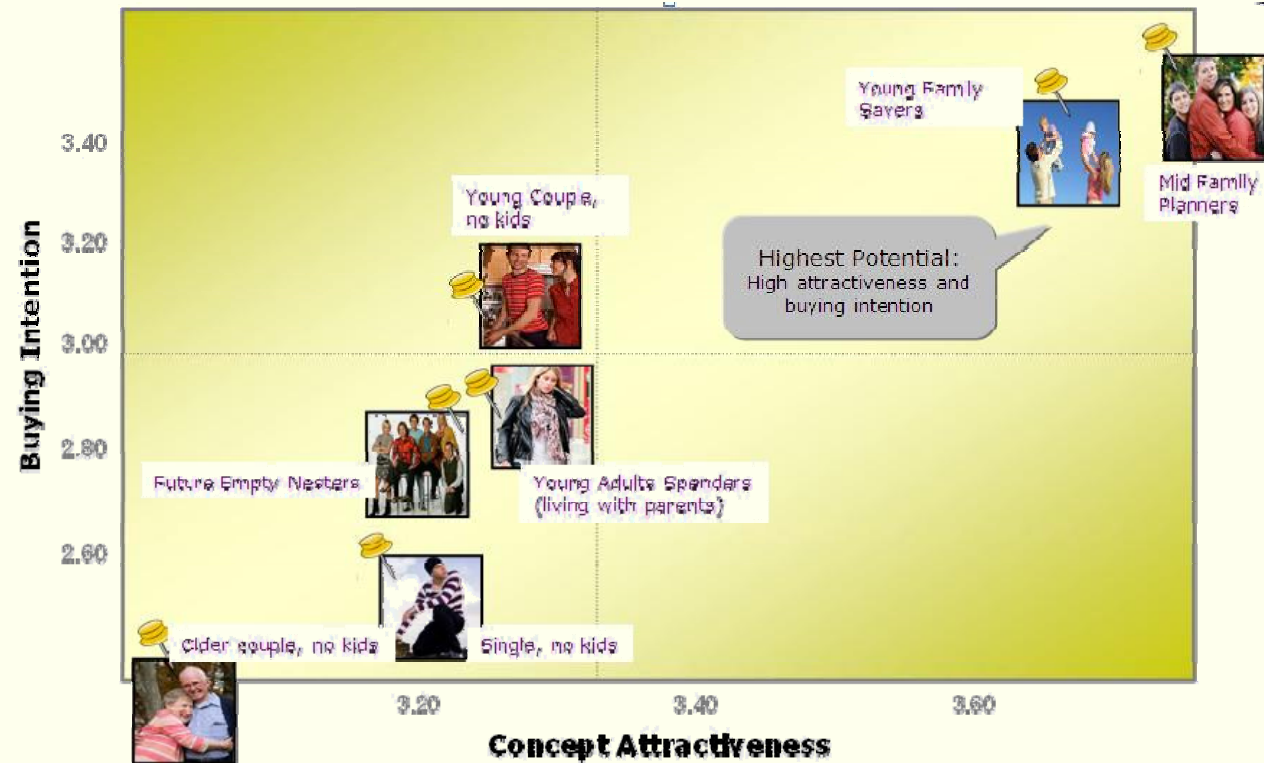 Young Family
Savers
Mid Family
Planners
Young Couple,
no kids
Highest Potential:
High attractiveness and
buying intention
Future Empty Nesters
Young Adults Spenders
(living with parents)
Older couple, no kids
Single, no kids
Buying Intention
3.40
3.20
3.00
2.80
2.60
3.20
3.40
3.60
Concept Attractiveness